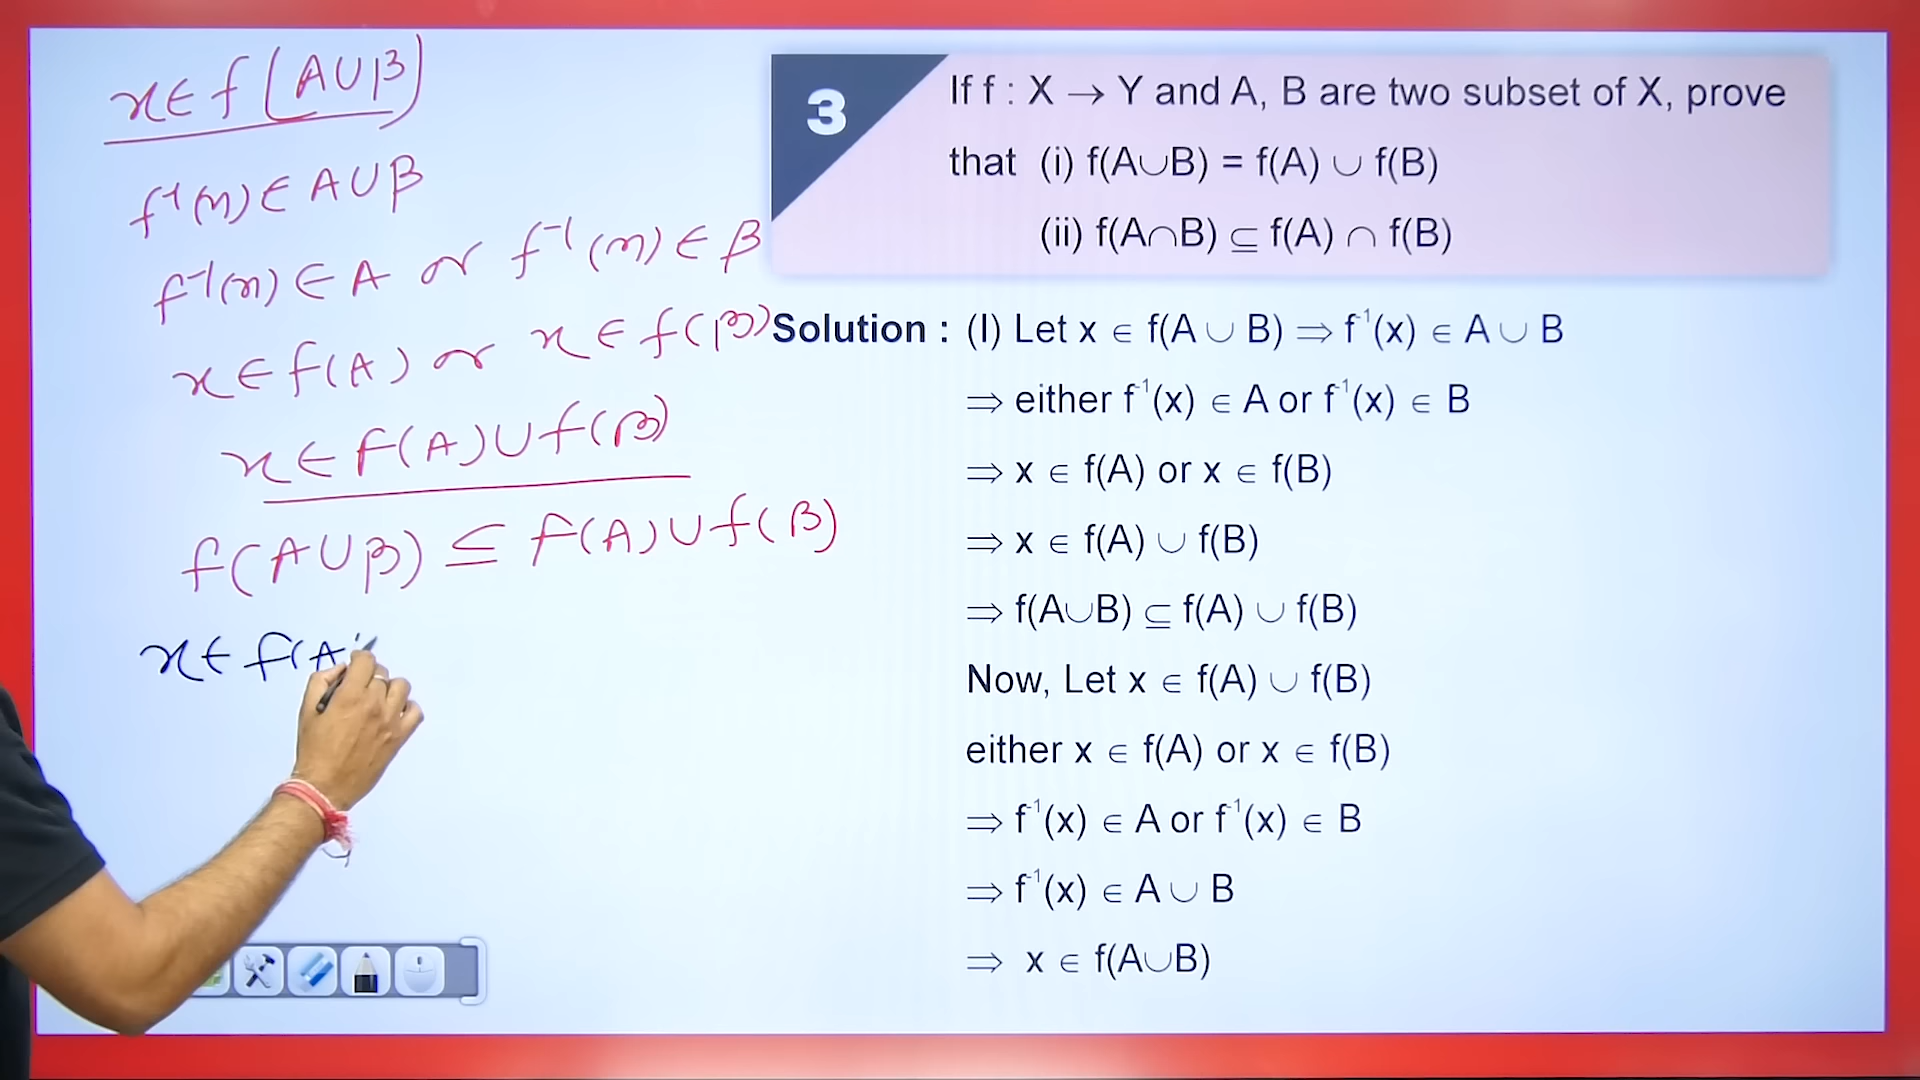 x ∈ f(A∪B)
f⁻¹(x) ∈ A∪B
f⁻¹(x) ∈ A or f⁻¹(x) ∈ B
x ∈ f(A) or x ∈ f(B)
x ∈ f(A)∪f(B)
f(A∪B) ⊆ f(A)∪f(B)
x ∈ f(A
3
If f : X → Y and A, B are two subset of X, prove
that (i) f(A∪B) = f(A) ∪ f(B)
(ii) f(A∩B) ⊆ f(A) ∩ f(B)
Solution : (I) Let x ∈ f(A ∪ B) ⇒ f⁻¹(x) ∈ A ∪ B
⇒ either f⁻¹(x) ∈ A or f⁻¹(x) ∈ B
⇒ x ∈ f(A) or x ∈ f(B)
⇒ x ∈ f(A) ∪ f(B)
⇒ f(A∪B) ⊆ f(A) ∪ f(B)
Now, Let x ∈ f(A) ∪ f(B)
either x ∈ f(A) or x ∈ f(B)
⇒ f⁻¹(x) ∈ A or f⁻¹(x) ∈ B
⇒ f⁻¹(x) ∈ A ∪ B
⇒ x ∈ f(A∪B)